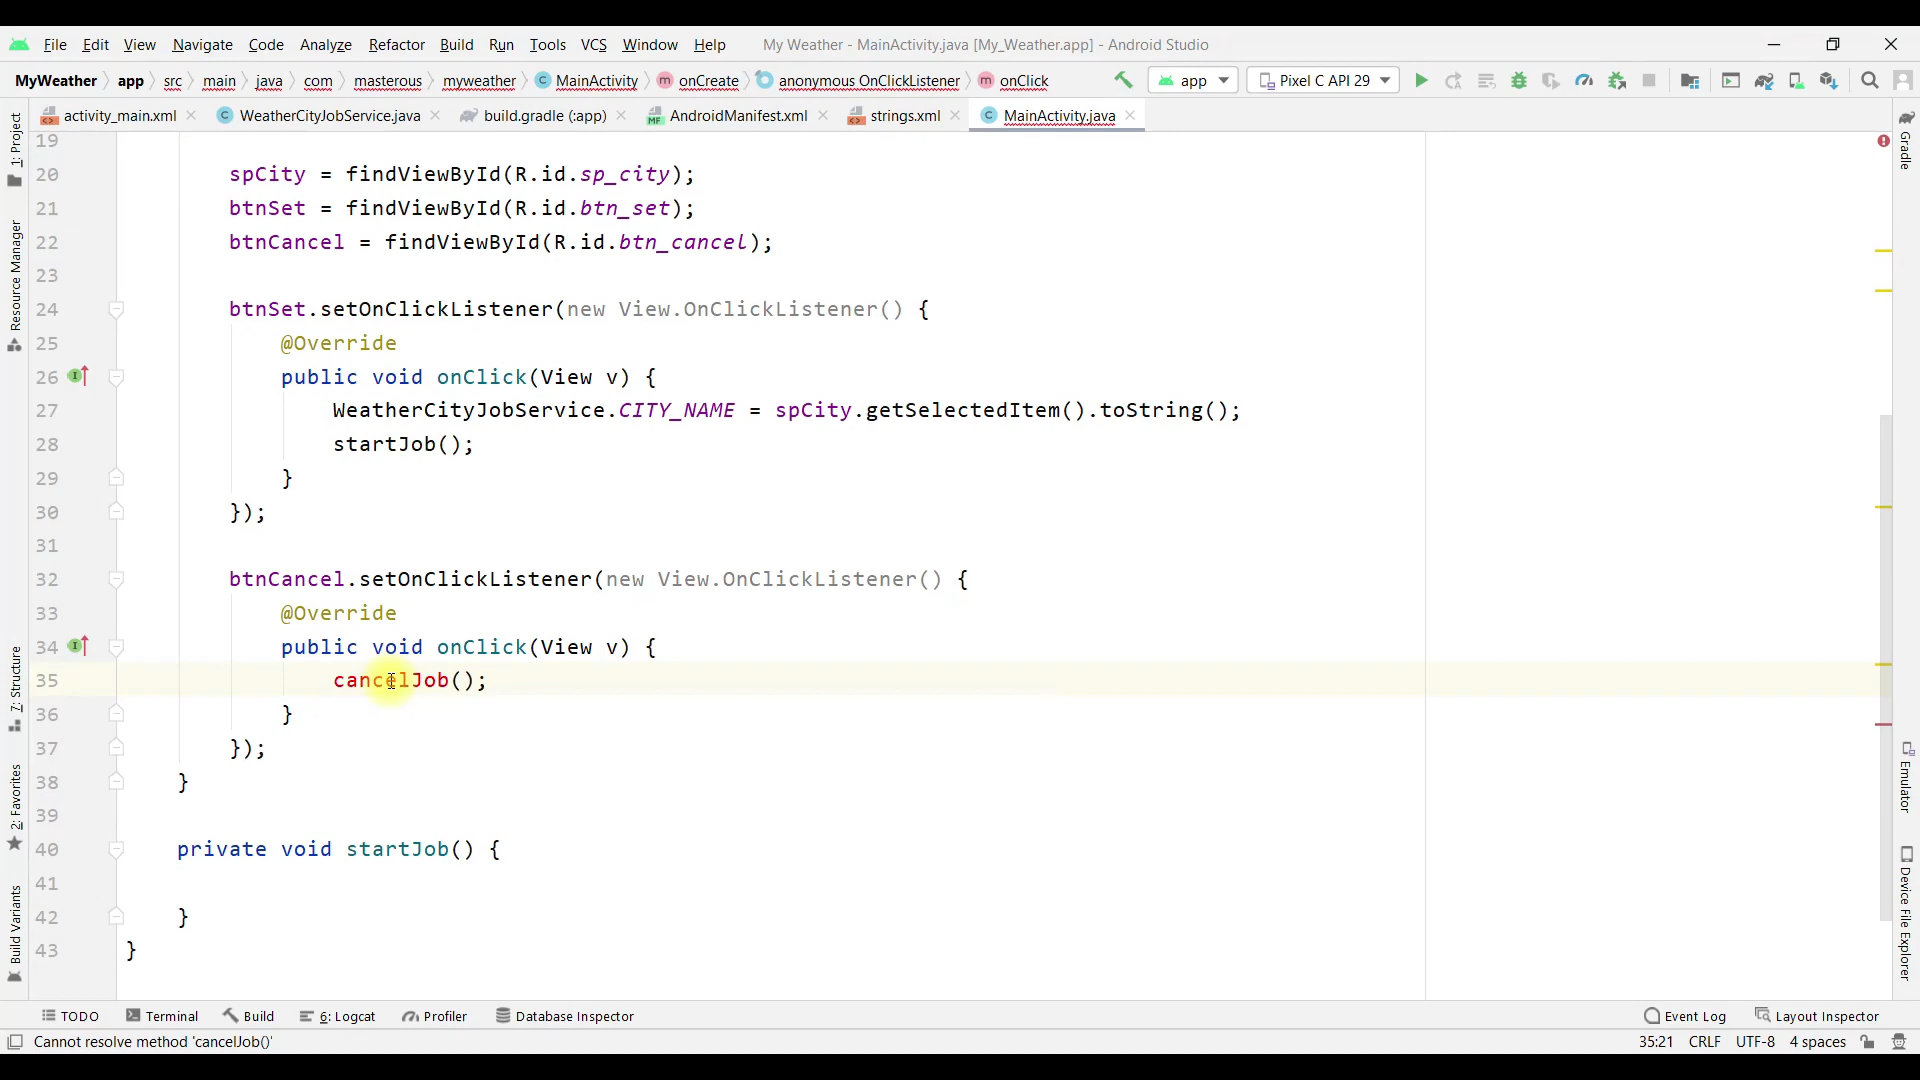 File Edit View Navigate Code Analyze Refactor Build Run Tools VCS Window Help My Weather - MainActivity.java [My_Weather.app] - Android Studio
MyWeather app src main java com masterous myweather MainActivity onCreate anonymous OnClickListener onClick app Pixel C API 29
activity_main.xml WeatherCityJobService.java build.gradle (:app) AndroidManifest.xml strings.xml MainActivity.java
19
20 spCity = findViewById(R.id.sp_city);
21 btnSet = findViewById(R.id.btn_set);
22 btnCancel = findViewById(R.id.btn_cancel);
23
24 btnSet.setOnClickListener(new View.OnClickListener() {
25 @Override
26 public void onClick(View v) {
27 WeatherCityJobService.CITY_NAME = spCity.getSelectedItem().toString();
28 startJob();
29 }
30 });
31
32 btnCancel.setOnClickListener(new View.OnClickListener() {
33 @Override
34 public void onClick(View v) {
35 cancelJob();
36 }
37 });
38 }
39
40 private void startJob() {
41
42 }
43 }
1: Project
Resource Manager
7: Structure
2: Favorites
Build Variants
Gradle
Emulator
Device File Explorer
TODO Terminal Build 6: Logcat Profiler Database Inspector Event Log Layout Inspector
Cannot resolve method 'cancelJob()' 35:21 CRLF UTF-8 4 spaces